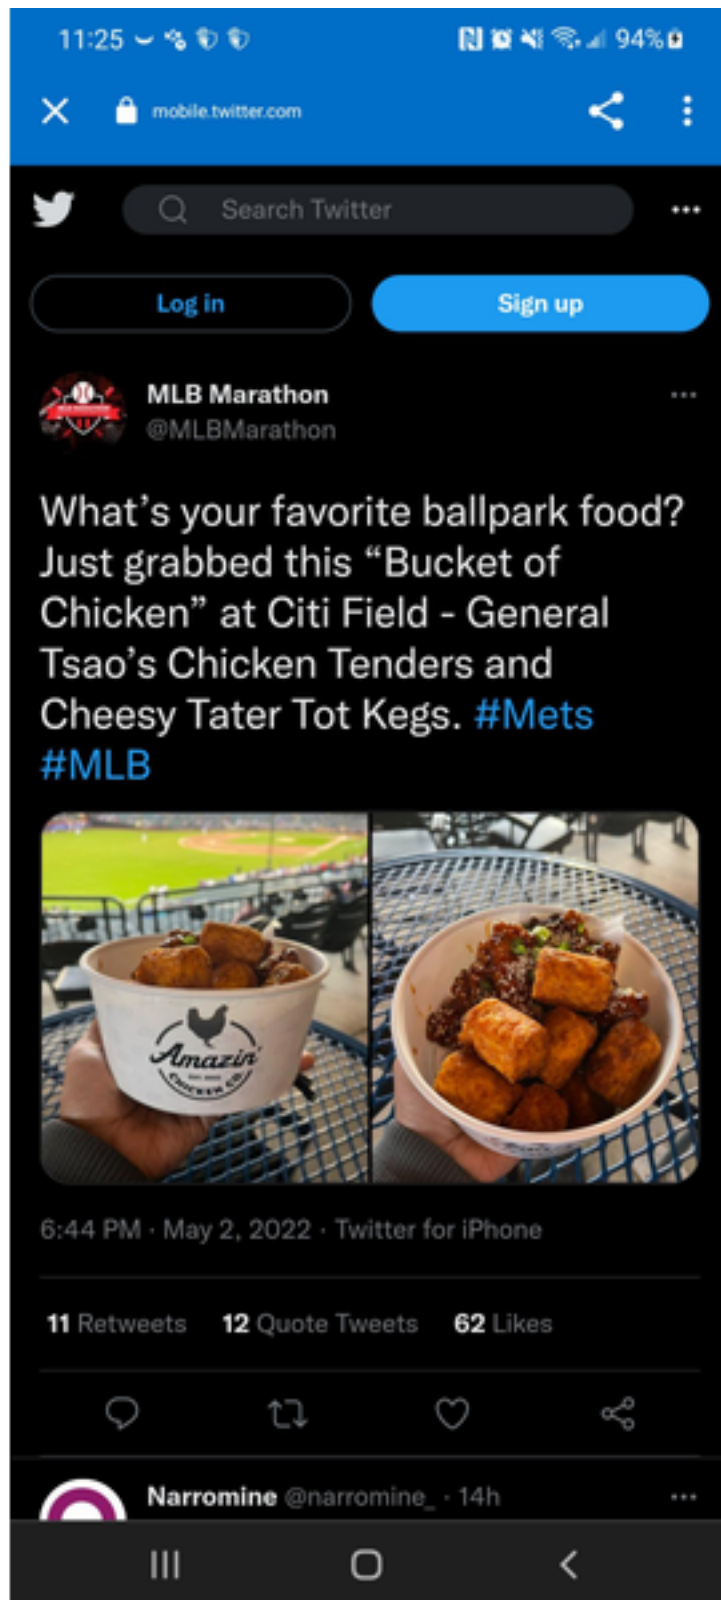 11:25
94%
mobile.twitter.com
Search Twitter
Log in
Sign up
MLB Marathon
@MLBMarathon
What's your favorite ballpark food?
Just grabbed this “Bucket of
Chicken” at Citi Field - General
Tsao's Chicken Tenders and
Cheesy Tater Tot Kegs. #Mets
#MLB
Amazin'
CHICKEN CO.
6:44 PM · May 2, 2022 · Twitter for iPhone
11 Retweets 12 Quote Tweets 62 Likes
Narromine @narromine_ · 14h